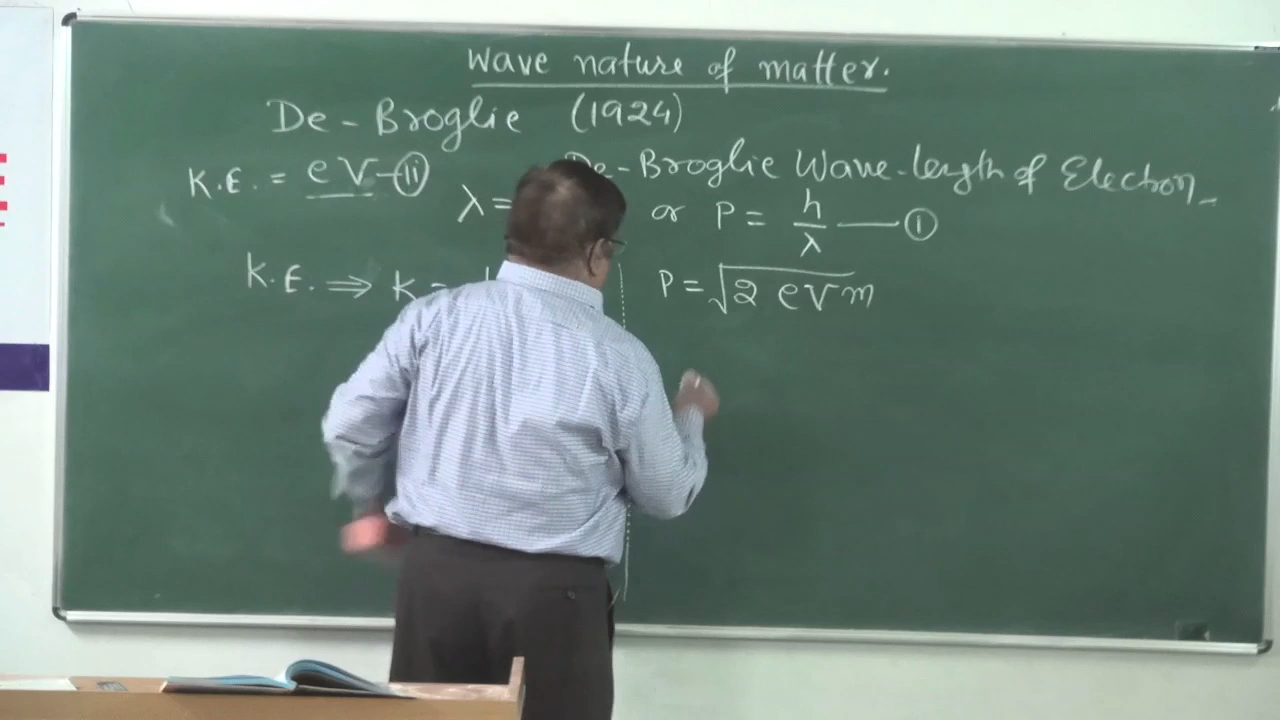 Wave nature of matter.
De-Broglie (1924)
K.E. = eV — (ii)
De-Broglie Wave-length of Electron
λ = or P = h/λ —— (1)
K.E. ⇒ K =
P = √2 eVm